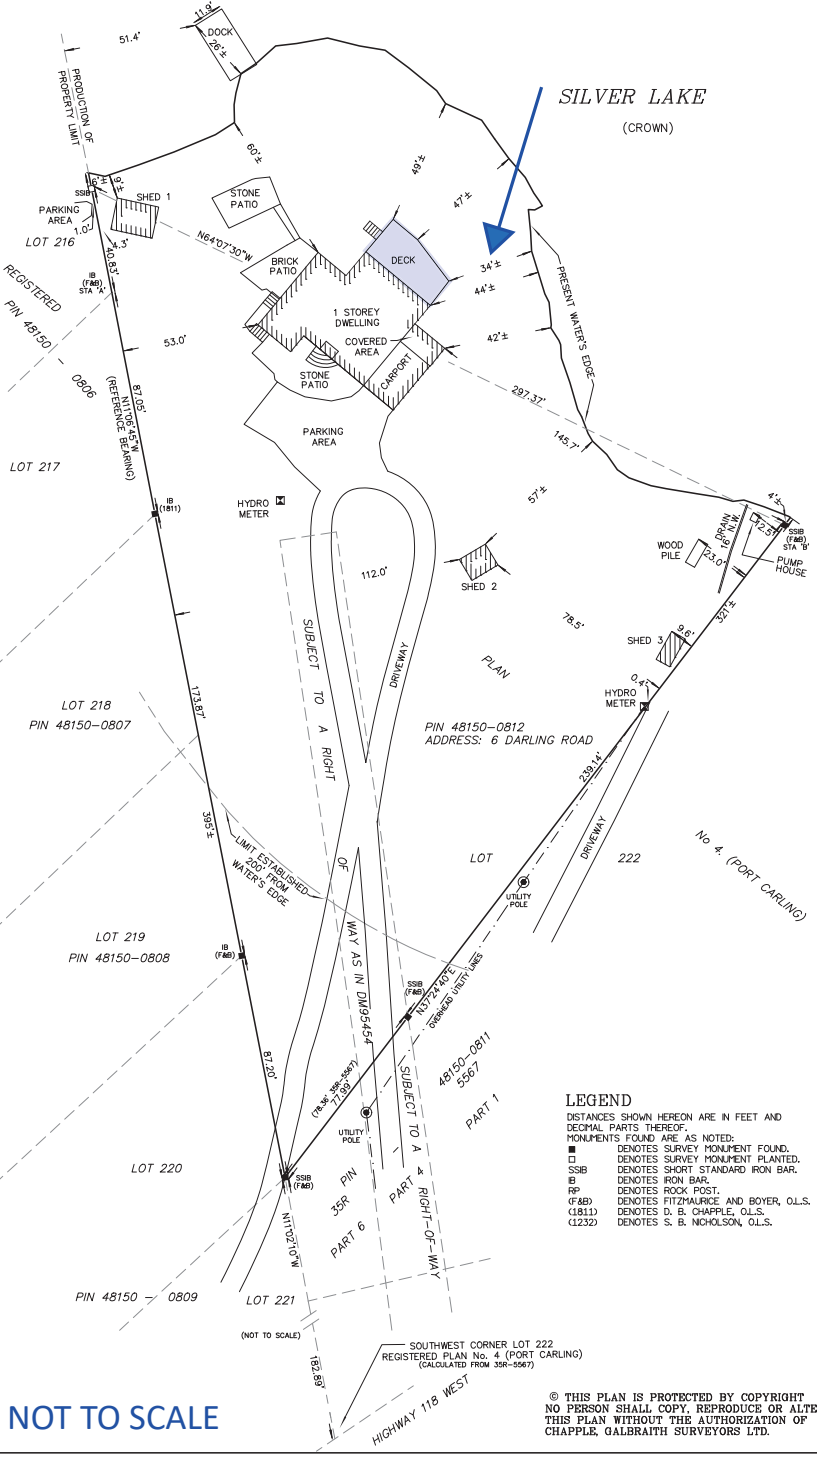 11.9'
DOCK
26'±
51.4'
PRODUCTION OF
PROPERTY LIMIT
SILVER LAKE
(CROWN)
60'±
49'±
47'±
9'±
SSIB
SHED 1
PARKING
AREA
1.0'
4.3'
LOT 216
STONE
PATIO
N64°07'30"W
40.83'
BRICK
PATIO
DECK
34'±
44'±
42'±
PRESENT WATER'S EDGE
REGISTERED
PIN 48150 - 0806
IB
(F&B)
STA 'A'
1 STOREY
DWELLING
COVERED
AREA
CARPORT
53.0'
STONE
PATIO
87.05'
N11°06'45"W
(REFERENCE BEARING)
297.37'
145.7'
PARKING
AREA
LOT 217
IB
(1811)
HYDRO
METER
57'±
4'±
SSIB
(F&B)
STA 'B'
DRAIN
16" N.W.
12.5'
PUMP
HOUSE
WOOD
PILE
23.0'
112.0'
SHED 2
321'±
78.5'
SHED 3
9.6'
0.4'
HYDRO
METER
SUBJECT TO A RIGHT
DRIVEWAY
PLAN
LOT 218
PIN 48150-0807
173.87'
PIN 48150-0812
ADDRESS: 6 DARLING ROAD
239.14'
395'±
LIMIT ESTABLISHED
200' FROM
WATER'S EDGE
OF
LOT
222
DRIVEWAY
No 4. (PORT CARLING)
UTILITY
POLE
LOT 219
PIN 48150-0808
IB
(F&B)
WAY AS IN DM95454
SSIB
(F&B)
N37°24'40"E
OVERHEAD UTILITY LINES
87.20'
(78.36' 35R-5567)
77.99'
SUBJECT TO A
RIGHT-OF-WAY
48150-0811
5567
PART 1
UTILITY
POLE
LOT 220
SSIB
(F&B)
PIN
35R
PART 6
PART 4
N11°02'10"W
PIN 48150 - 0809
LOT 221
(NOT TO SCALE)
182.89'
SOUTHWEST CORNER LOT 222
REGISTERED PLAN No. 4 (PORT CARLING)
(CALCULATED FROM 35R-5567)
HIGHWAY 118 WEST
LEGEND
DISTANCES SHOWN HEREON ARE IN FEET AND
DECIMAL PARTS THEREOF.
MONUMENTS FOUND ARE AS NOTED:
■ DENOTES SURVEY MONUMENT FOUND.
□ DENOTES SURVEY MONUMENT PLANTED.
SSIB DENOTES SHORT STANDARD IRON BAR.
IB DENOTES IRON BAR.
RP DENOTES ROCK POST.
(F&B) DENOTES FITZMAURICE AND BOYER, O.L.S.
(1811) DENOTES D. B. CHAPPLE, O.L.S.
(1232) DENOTES S. B. NICHOLSON, O.L.S.
NOT TO SCALE
© THIS PLAN IS PROTECTED BY COPYRIGHT
NO PERSON SHALL COPY, REPRODUCE OR ALTE
THIS PLAN WITHOUT THE AUTHORIZATION OF
CHAPPLE, GALBRAITH SURVEYORS LTD.